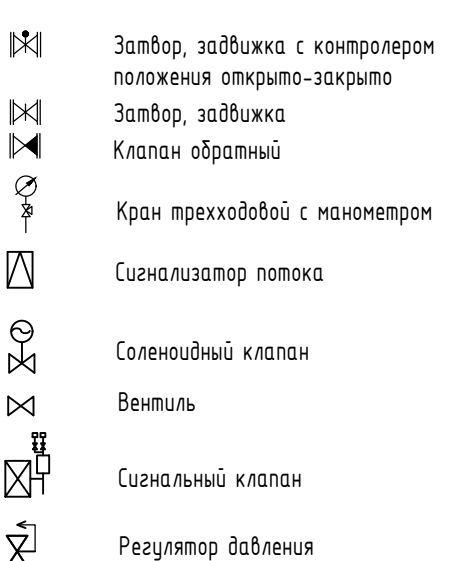 Затвор, задвижка с контролером
положения открыто-закрыто
Затвор, задвижка
Клапан обратный
Кран трехходовой с манометром
Сигнализатор потока
Соленоидный клапан
Вентиль
Сигнальный клапан
Регулятор давления